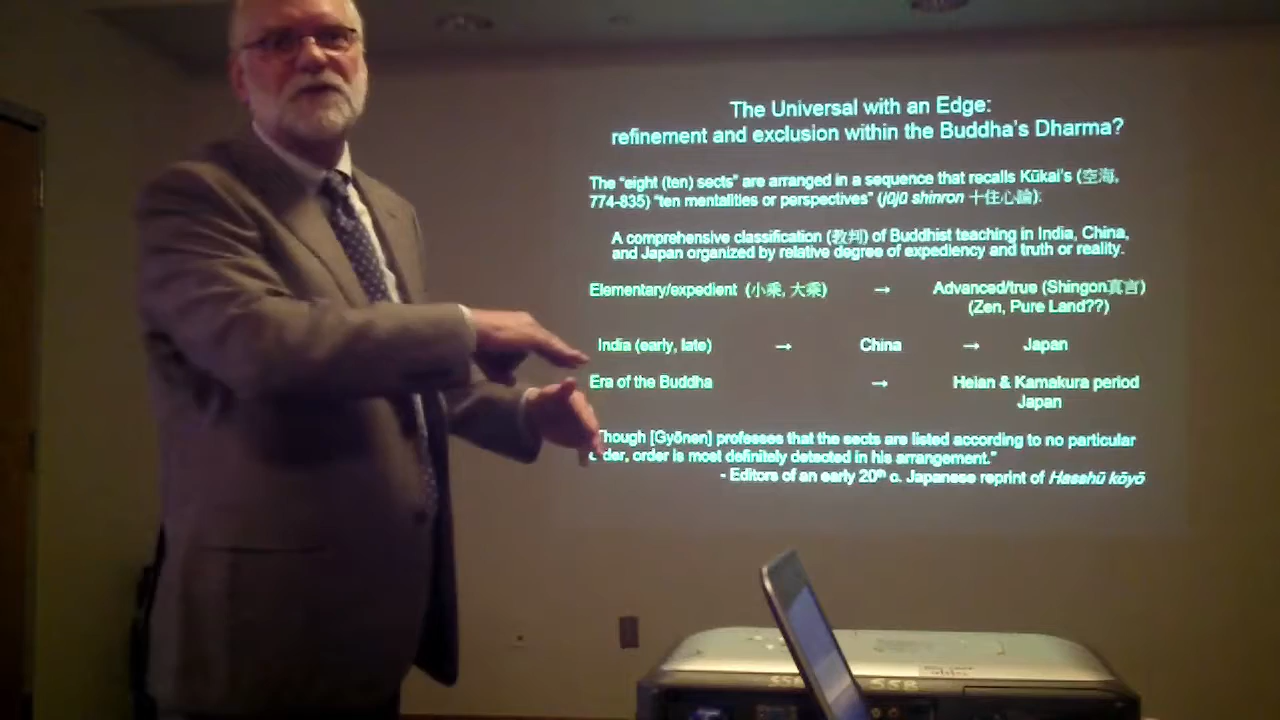 The Universal with an Edge:
refinement and exclusion within the Buddha's Dharma?
The "eight (ten) sects" are arranged in a sequence that recalls Kūkai's (空海,
774-835) "ten mentalities or perspectives" (jūjū shinron 十住心論):
A comprehensive classification (教判) of Buddhist teaching in India, China,
and Japan organized by relative degree of expediency and truth or reality.
Elementary/expedient (小乘, 大乘) → Advanced/true (Shingon真言)
(Zen, Pure Land??)
India (early, late) → China → Japan
Era of the Buddha → Heian & Kamakura period
Japan
Though [Gyōnen] professes that the sects are listed according to no particular
order, order is most definitely detected in his arrangement."
- Editors of an early 20th c. Japanese reprint of Hasshū kōyō
SSB SSB